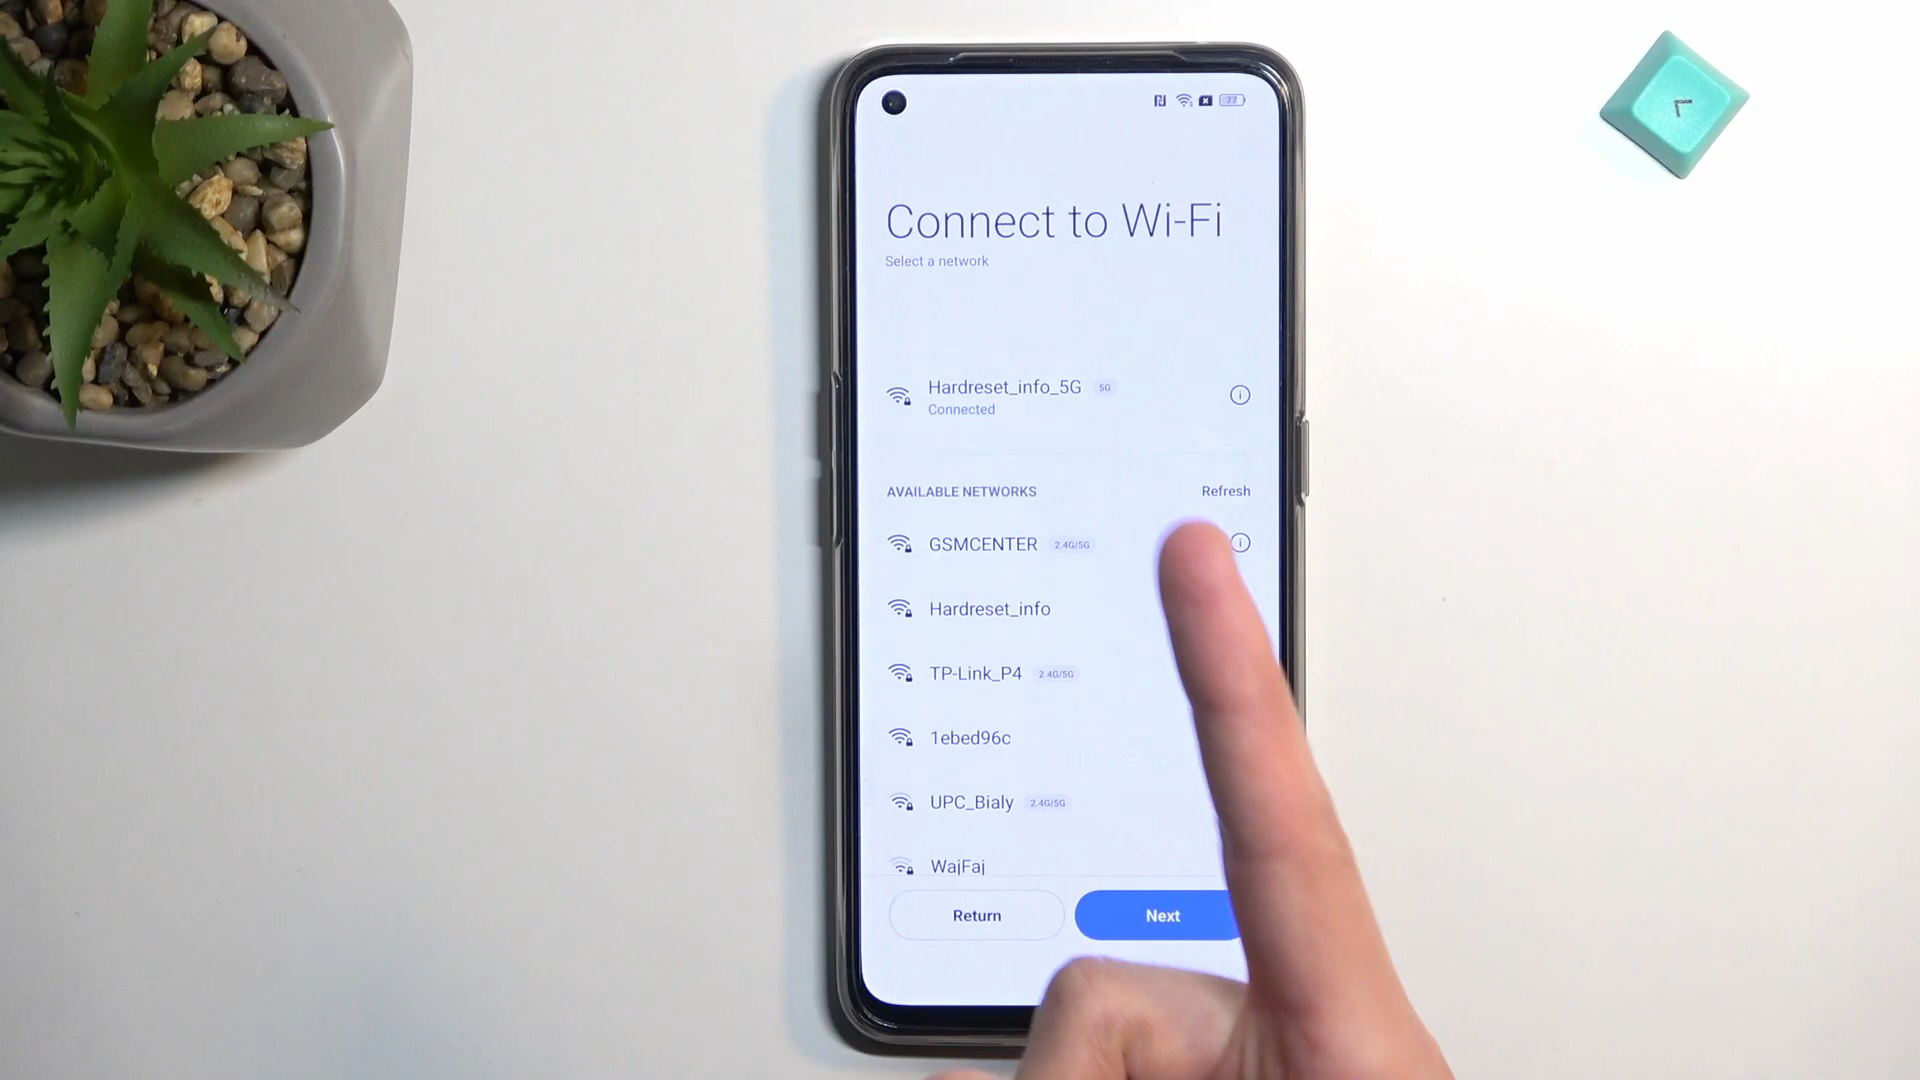 77
Connect to Wi-Fi
Select a network
Hardreset_info_5G 5G
Connected
AVAILABLE NETWORKS Refresh
GSMCENTER 2.4G/5G
Hardreset_info
TP-Link_P4 2.4G/5G
1ebed96c
UPC_Bialy 2.4G/5G
WajFaj
Return Next